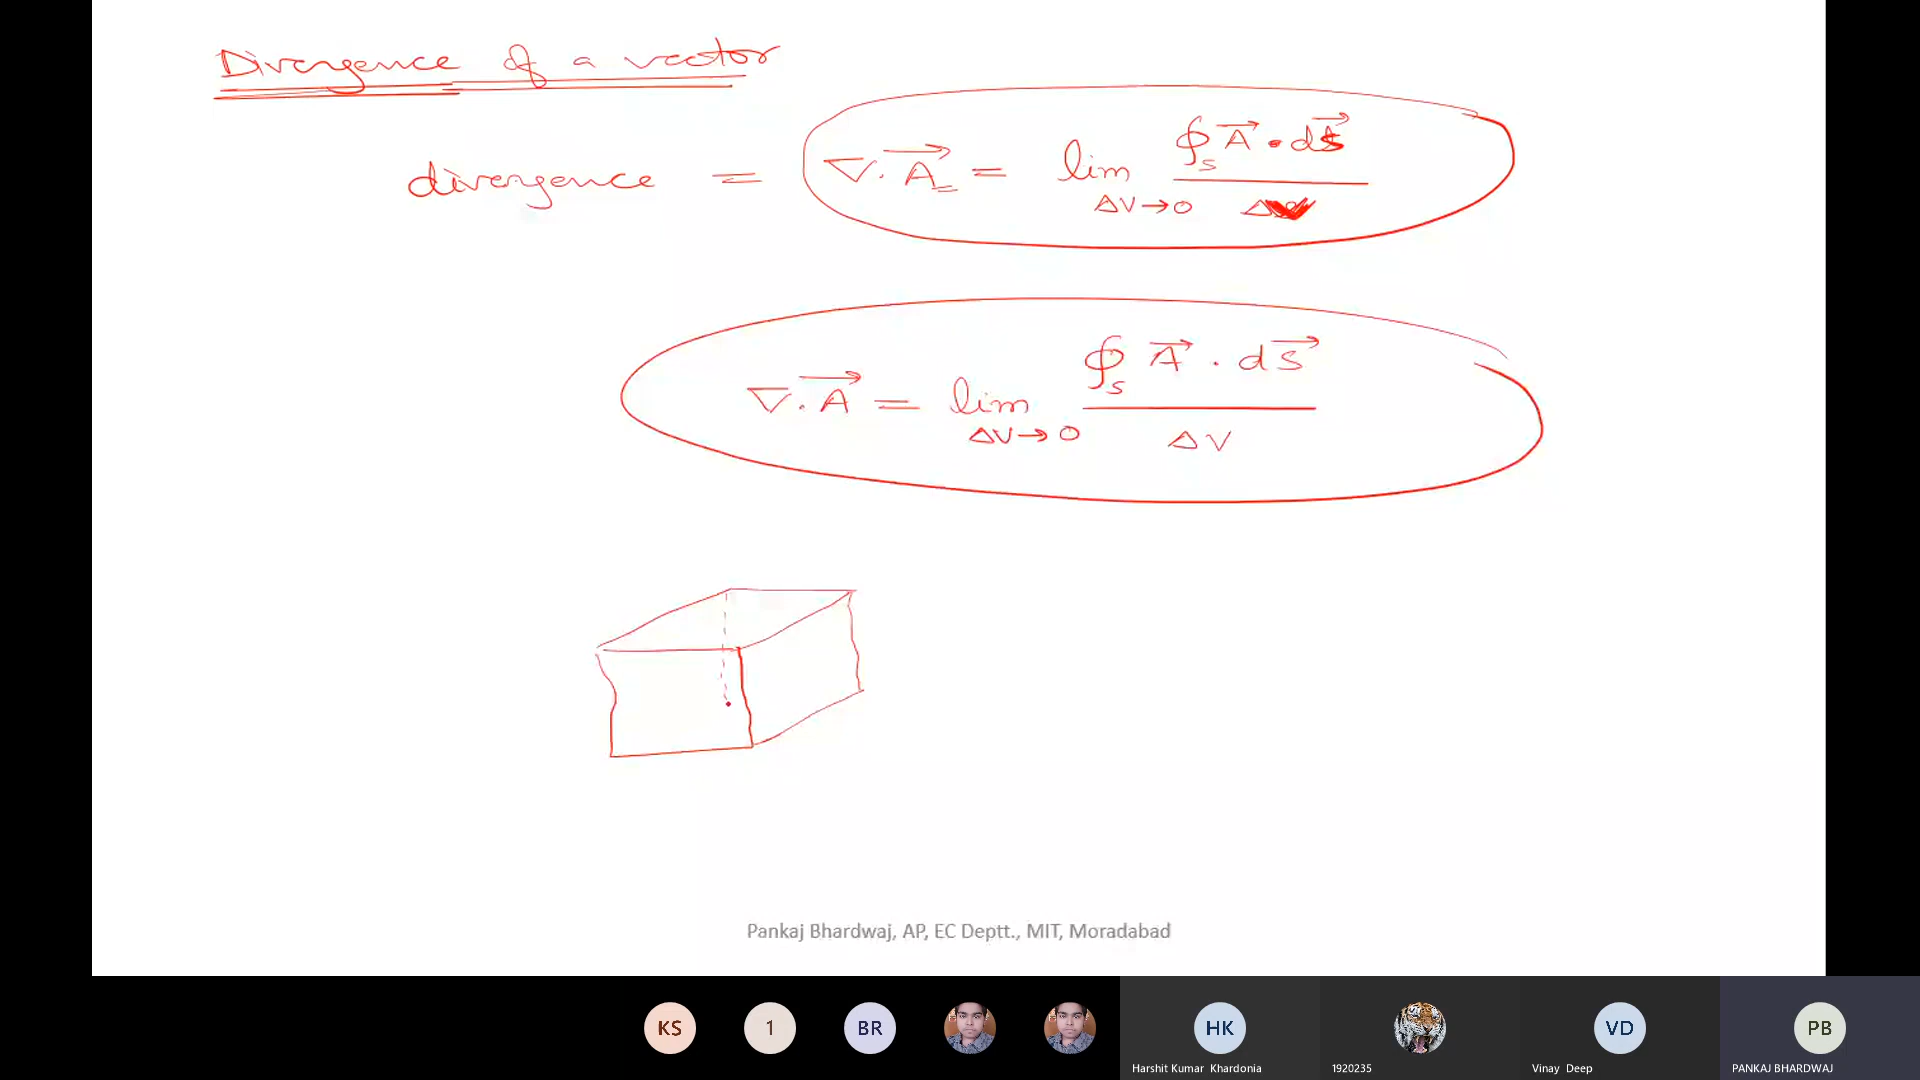 Divergence of a vector
divergence = ∇·A⃗ = lim ΔV→0 ∮S A⃗ · dS⃗ / ΔV
∇·A⃗ = lim ΔV→0 ∮S A⃗ · dS⃗ / ΔV
Pankaj Bhardwaj, AP, EC Deptt., MIT, Moradabad
KS
1
BR
HK
VD
PB
Harshit Kumar Khardonia
1920235
Vinay Deep
PANKAJ BHARDWAJ